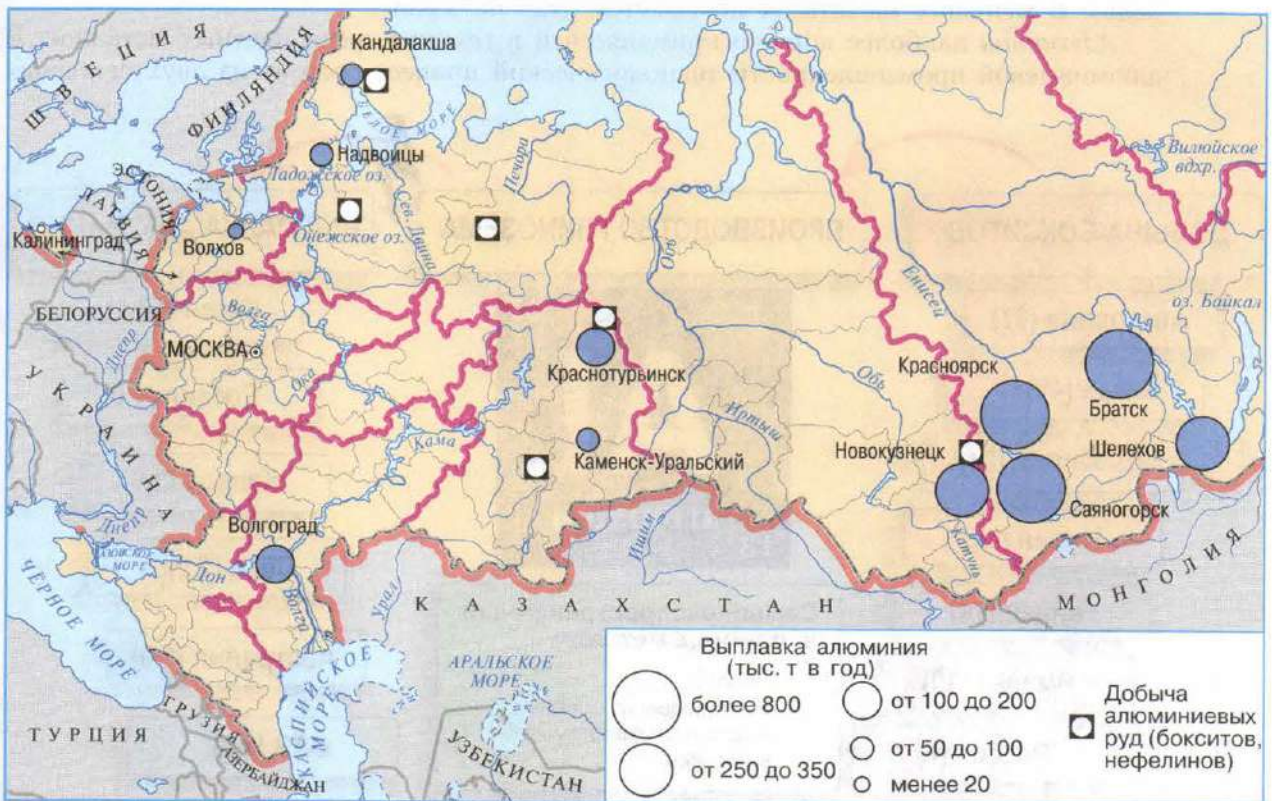 ШВЕЦИЯ
ФИНЛЯНДИЯ
Кандалакша
БЕЛОЕ МОРЕ
Надвоицы
Ладожское оз.
Печора
Вилюйское
вдхр.
ЭСТОНИЯ
ЛАТВИЯ
Калининград
Волхов
Онежское оз.
Сев. Двина
Обь
Енисей
оз. Байкал
БЕЛОРУССИЯ
Волга
МОСКВА
Днепр
Ока
Краснотурьинск
Обь
Красноярск
Братск
УКРАИНА
Кама
Иртыш
Каменск-Уральский
Новокузнецк
Шелехов
Саяногорск
Днепр
Волгоград
АЗОВСКОЕ
МОРЕ
Дон
Волга
Урал
Ишим
Катунь
ЧЁРНОЕ МОРЕ
КАЗАХСТАН
МОНГОЛИЯ
КАСПИЙСКОЕ
МОРЕ
АРАЛЬСКОЕ
МОРЕ
ТУРЦИЯ
ГРУЗИЯ
АЗЕРБАЙДЖАН
УЗБЕКИСТАН
Выплавка алюминия
(тыс. т в год)
более 800
от 250 до 350
от 100 до 200
от 50 до 100
менее 20
Добыча
алюминиевых
руд (бокситов,
нефелинов)